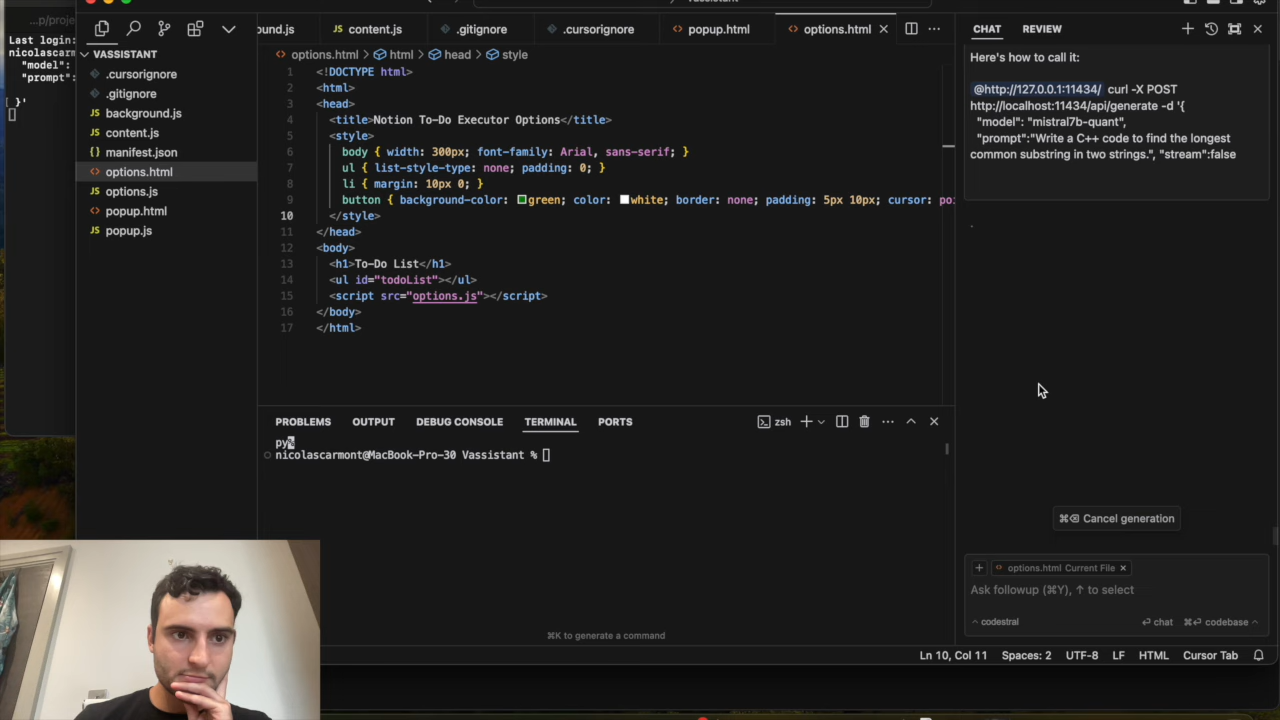 ...p/proje
Last login:
nicolascarm
"model":
"prompt"
}'
VASSISTANT
.cursorignore
.gitignore
JS background.js
JS content.js
manifest.json
options.html
JS options.js
popup.html
JS popup.js
ound.js
JS content.js
.gitignore
.cursorignore
popup.html
options.html
options.html > html > head > style
1 <!DOCTYPE html>
2 <html>
3 <head>
4 <title>Notion To-Do Executor Options</title>
5 <style>
6 body { width: 300px; font-family: Arial, sans-serif; }
7 ul { list-style-type: none; padding: 0; }
8 li { margin: 10px 0; }
9 button { background-color: green; color: white; border: none; padding: 5px 10px; cursor: poi
10 </style>
11 </head>
12 <body>
13 <h1>To-Do List</h1>
14 <ul id="todoList"></ul>
15 <script src="options.js"></script>
16 </body>
17 </html>
PROBLEMS OUTPUT DEBUG CONSOLE TERMINAL PORTS
zsh
py
nicolascarmont@MacBook-Pro-30 Vassistant %
⌘K to generate a command
CHAT REVIEW
Here's how to call it:
@http://127.0.0.1:11434/ curl -X POST
http://localhost:11434/api/generate -d '{
"model": "mistral7b-quant",
"prompt":"Write a C++ code to find the longest
common substring in two strings.", "stream":false
⌘⌫ Cancel generation
+ options.html Current File ×
Ask followup (⌘Y), ↑ to select
^ codestral
⏎ chat ⌘⏎ codebase ^
Ln 10, Col 11 Spaces: 2 UTF-8 LF HTML Cursor Tab